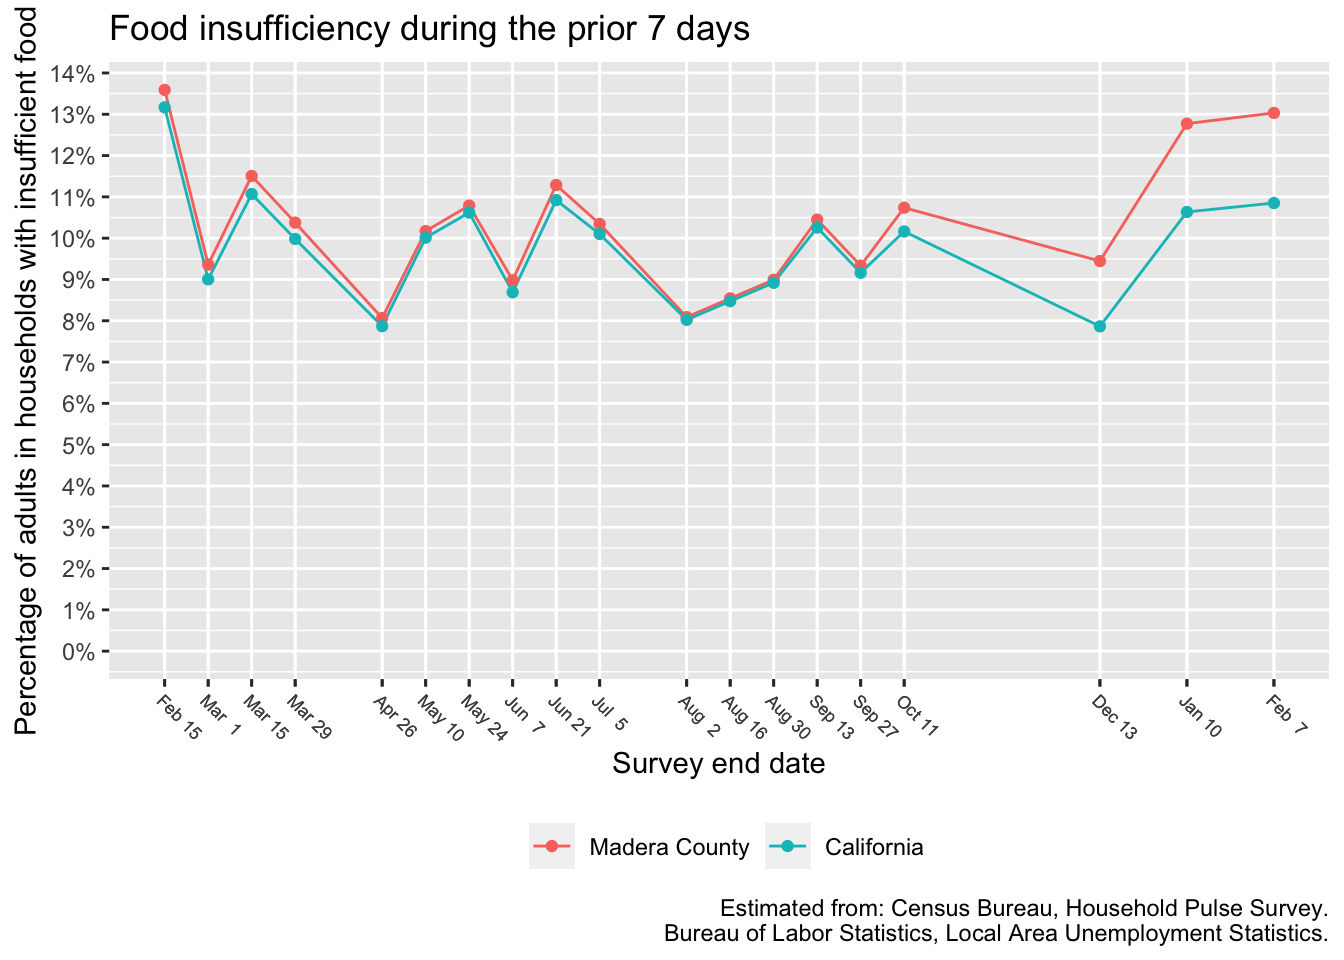 Food insufficiency during the prior 7 days
Percentage of adults in households with insufficient food
14%
13%
12%
11%
10%
9%
8%
7%
6%
5%
4%
3%
2%
1%
0%
Feb 15
Mar 1
Mar 15
Mar 29
Apr 26
May 10
May 24
Jun 7
Jun 21
Jul 5
Aug 2
Aug 16
Aug 30
Sep 13
Sep 27
Oct 11
Dec 13
Jan 10
Feb 7
Survey end date
Madera County
California
Estimated from: Census Bureau, Household Pulse Survey.
Bureau of Labor Statistics, Local Area Unemployment Statistics.